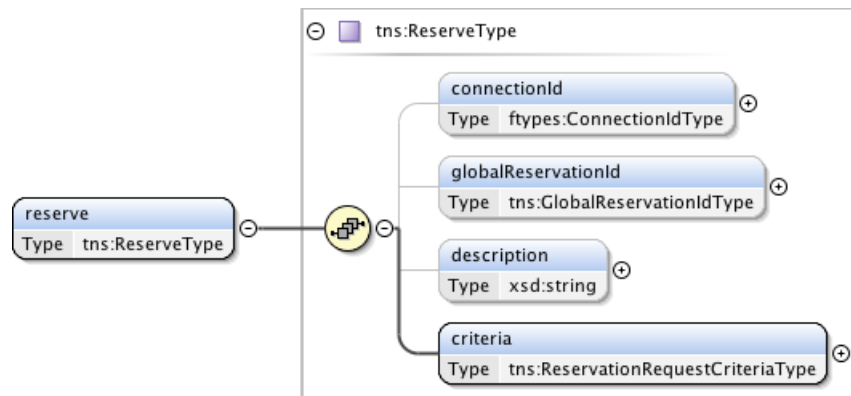 tns:ReserveType
connectionId
Type ftypes:ConnectionIdType
globalReservationId
Type tns:GlobalReservationIdType
reserve
Type tns:ReserveType
description
Type xsd:string
criteria
Type tns:ReservationRequestCriteriaType